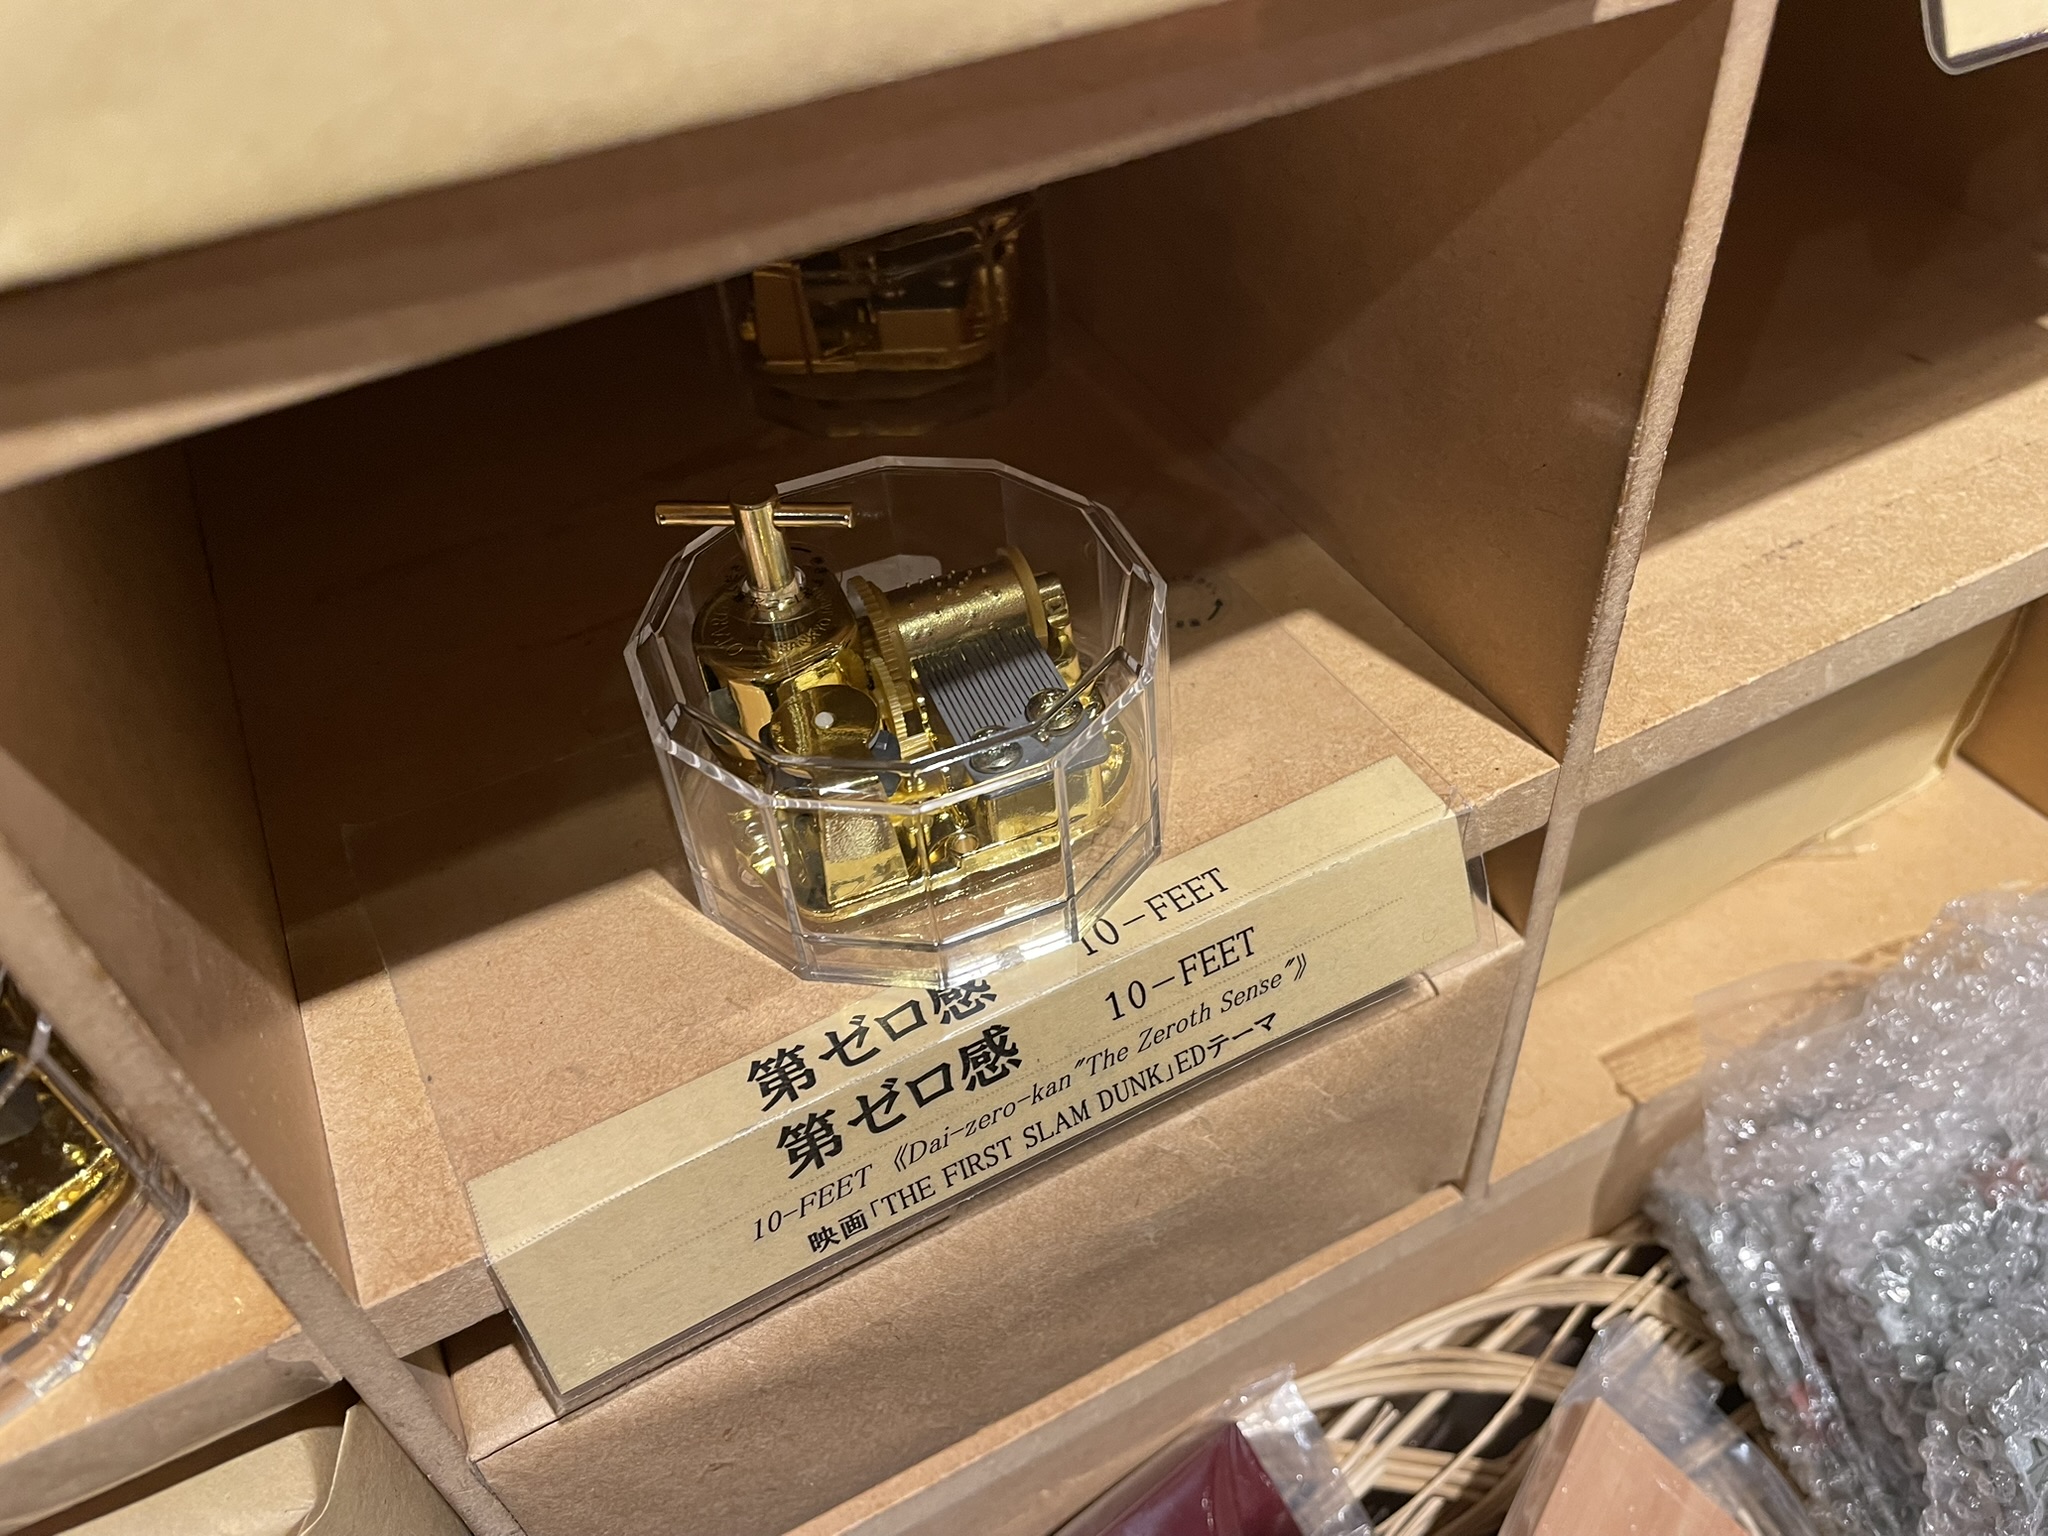 第ゼロ感 10-FEET
第ゼロ感 10-FEET
10-FEET 《Dai-zero-kan〝The Zeroth Sense〞》
映画「THE FIRST SLAM DUNK」EDテーマ